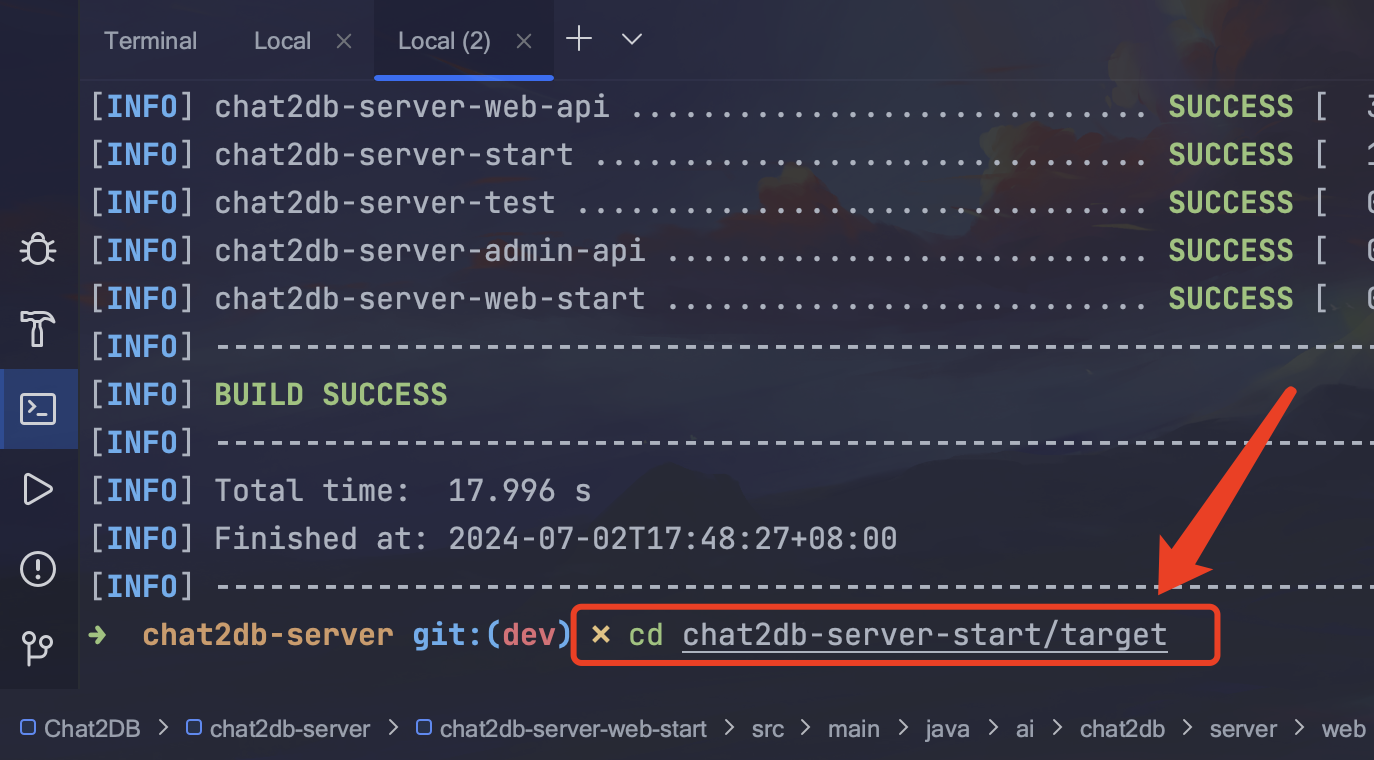 Terminal Local Local (2)
[INFO] chat2db-server-web-api ............................. SUCCESS [ 3
[INFO] chat2db-server-start ............................... SUCCESS [ 1
[INFO] chat2db-server-test ................................ SUCCESS [ 0
[INFO] chat2db-server-admin-api ........................... SUCCESS [ 0
[INFO] chat2db-server-web-start ........................... SUCCESS [ 0
[INFO] ----------------------------------------------------------------
[INFO] BUILD SUCCESS
[INFO] ----------------------------------------------------------------
[INFO] Total time:  17.996 s
[INFO] Finished at: 2024-07-02T17:48:27+08:00
[INFO] ----------------------------------------------------------------
➜ chat2db-server git:(dev) ✗ cd chat2db-server-start/target
Chat2DB > chat2db-server > chat2db-server-web-start > src > main > java > ai > chat2db > server > web